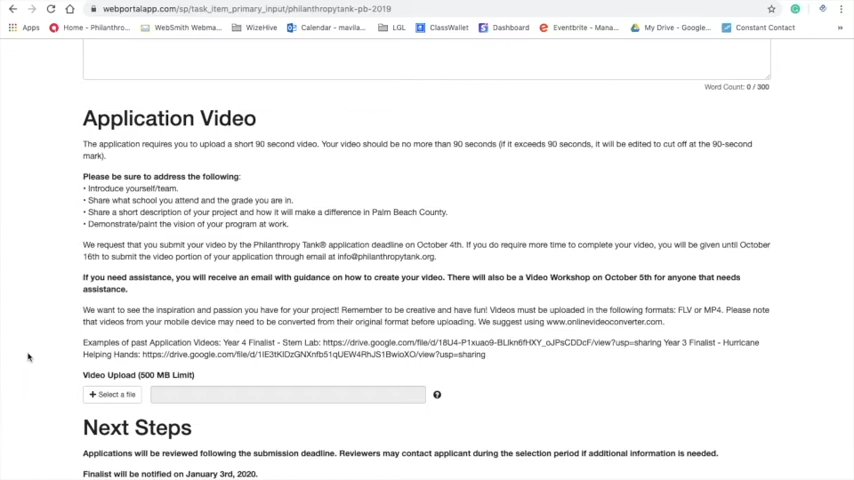 webportalapp.com/sp/task_item_primary_input/philanthropytank-pb-2019
Apps Home - Philanthro... WebSmith Webma... WizeHive Calendar - mavila... LGL ClassWallet Dashboard Eventbrite - Mana... My Drive - Google... Constant Contact »
Word Count: 0 / 300
Application Video
The application requires you to upload a short 90 second video. Your video should be no more than 90 seconds (if it exceeds 90 seconds, it will be edited to cut off at the 90-second
mark).
Please be sure to address the following:
• Introduce yourself/team.
• Share what school you attend and the grade you are in.
• Share a short description of your project and how it will make a difference in Palm Beach County.
• Demonstrate/paint the vision of your program at work.
We request that you submit your video by the Philanthropy Tank® application deadline on October 4th. If you do require more time to complete your video, you will be given until October
16th to submit the video portion of your application through email at info@philanthropytank.org.
If you need assistance, you will receive an email with guidance on how to create your video. There will also be a Video Workshop on October 5th for anyone that needs
assistance.
We want to see the inspiration and passion you have for your project! Remember to be creative and have fun! Videos must be uploaded in the following formats: FLV or MP4. Please note
that videos from your mobile device may need to be converted from their original format before uploading. We suggest using www.onlinevideoconverter.com.
Examples of past Application Videos: Year 4 Finalist - Stem Lab: https://drive.google.com/file/d/18U4-P1xuao9-BLIkn6fHXY_oJPsCDDcF/view?usp=sharing Year 3 Finalist - Hurricane
Helping Hands: https://drive.google.com/file/d/1IE3tKIDzGNXnfb51qUEW4RhJS1BwioXO/view?usp=sharing
Video Upload (500 MB Limit)
+ Select a file
Next Steps
Applications will be reviewed following the submission deadline. Reviewers may contact applicant during the selection period if additional information is needed.
Finalist will be notified on January 3rd, 2020.